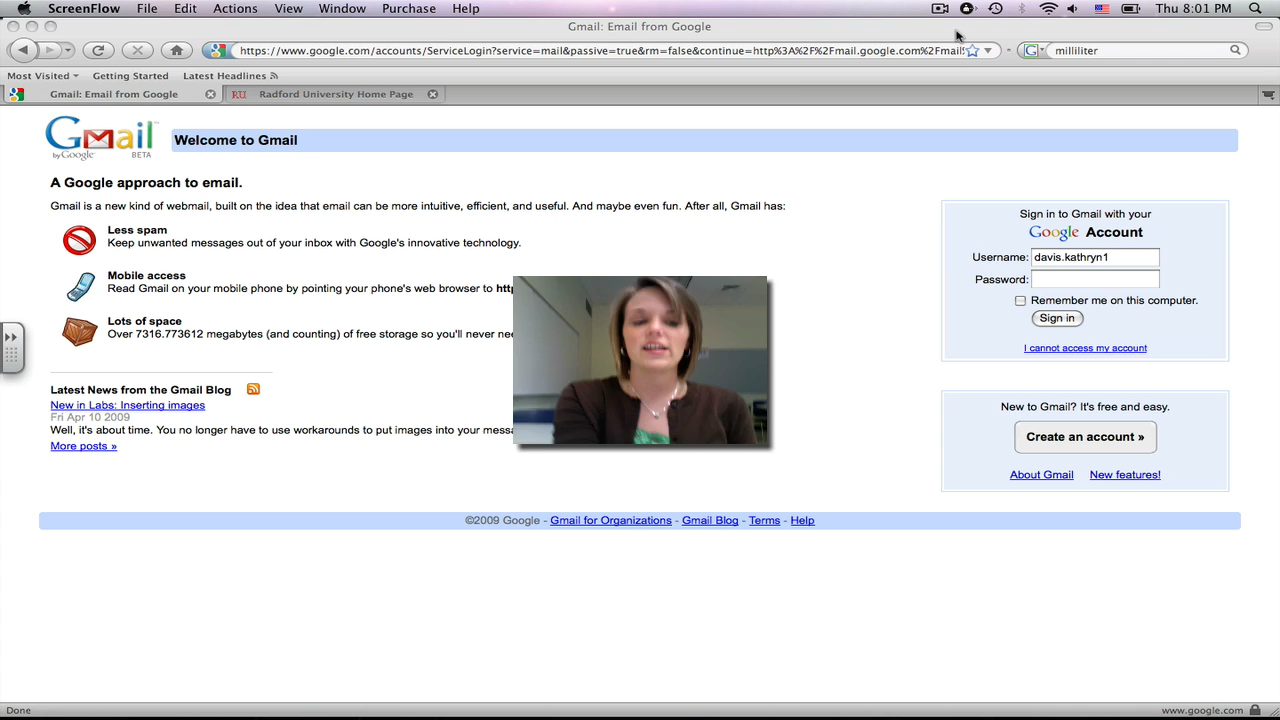 ScreenFlow File Edit Actions View Window Purchase Help Thu 8:01 PM
Gmail: Email from Google
https://www.google.com/accounts/ServiceLogin?service=mail&passive=true&rm=false&continue=http%3A%2F%2Fmail.google.com%2Fmail milliliter
Most Visited Getting Started Latest Headlines
Gmail: Email from Google RU Radford University Home Page
Gmail
by Google BETA
Welcome to Gmail
A Google approach to email.
Gmail is a new kind of webmail, built on the idea that email can be more intuitive, efficient, and useful. And maybe even fun. After all, Gmail has:
Less spam
Keep unwanted messages out of your inbox with Google's innovative technology.
Mobile access
Read Gmail on your mobile phone by pointing your phone's web browser to
Lots of space
Over 7316.773612 megabytes (and counting) of free storage so you'll never
Latest News from the Gmail Blog
New in Labs: Inserting images
Fri Apr 10 2009
Well, it's about time. You no longer have to use workarounds to put images into your
More posts »
Sign in to Gmail with your
Google Account
Username: davis.kathryn1
Password:
Remember me on this computer.
Sign in
I cannot access my account
New to Gmail? It's free and easy.
Create an account »
About Gmail New features!
©2009 Google - Gmail for Organizations - Gmail Blog - Terms - Help
Done www.google.com